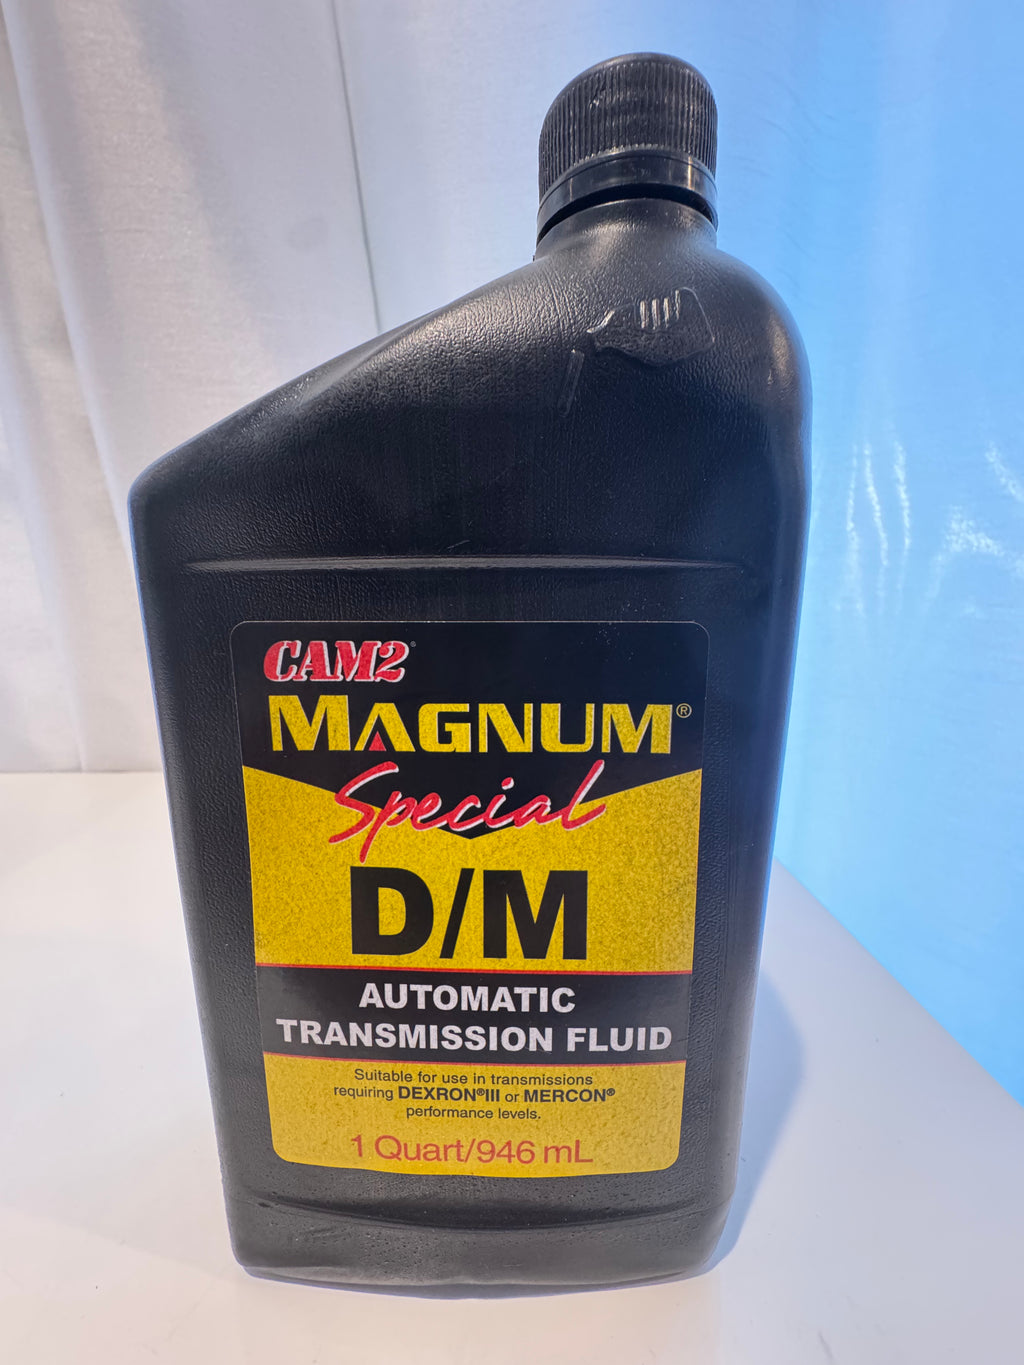 CAM2®
MAGNUM®
Special
D/M
AUTOMATIC
TRANSMISSION FLUID
Suitable for use in transmissions
requiring DEXRON®III or MERCON®
performance levels.
1 Quart/946 mL